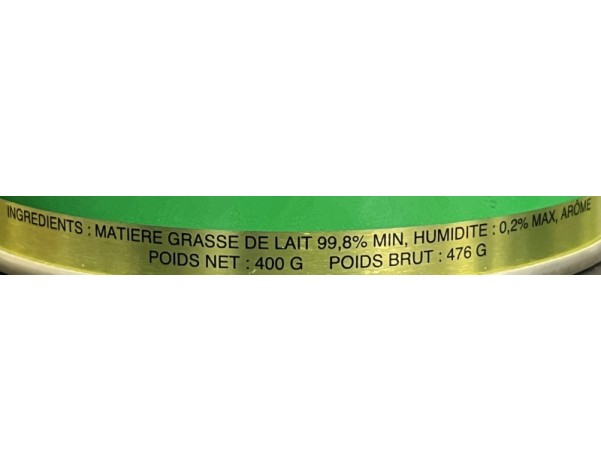 INGREDIENTS : MATIERE GRASSE DE LAIT 99,8% MIN, HUMIDITE : 0,2% MAX, ARÔME
POIDS NET : 400 G POIDS BRUT : 476 G